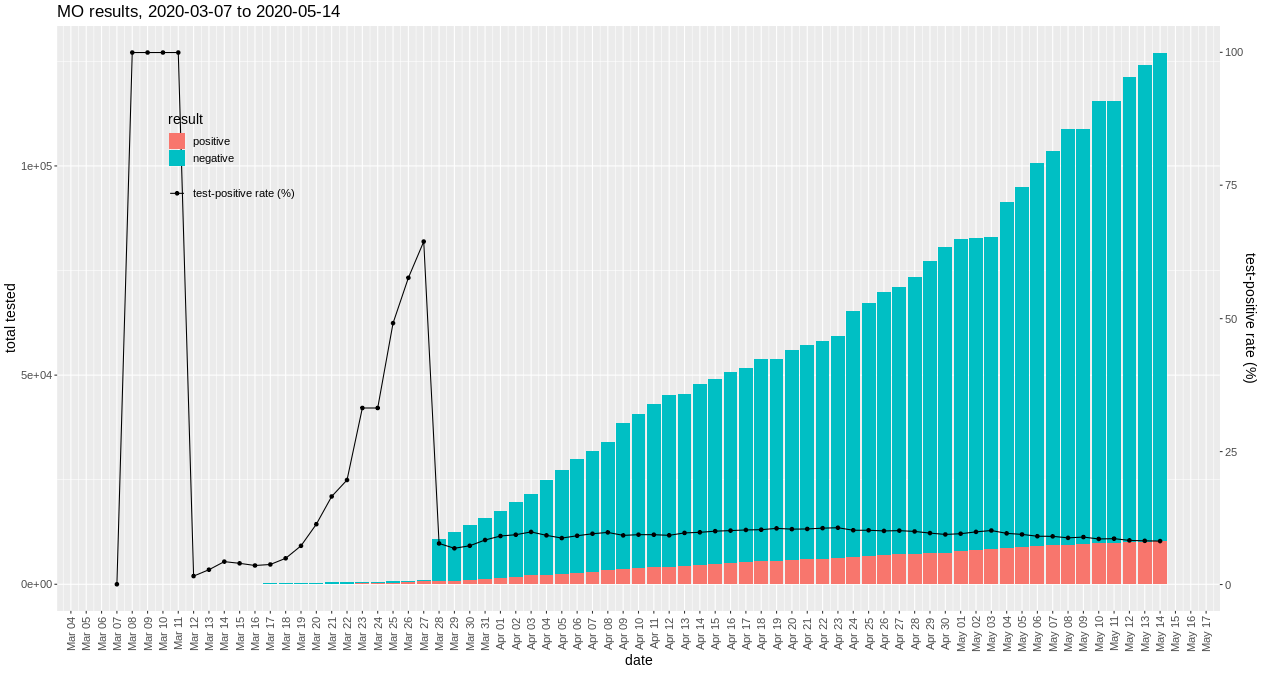 MO results, 2020-03-07 to 2020-05-14
result
positive
negative
test-positive rate (%)
total tested
1e+05
5e+04
0e+00
100
75
50
25
0
test-positive rate (%)
Mar 04
Mar 05
Mar 06
Mar 07
Mar 08
Mar 09
Mar 10
Mar 11
Mar 12
Mar 13
Mar 14
Mar 15
Mar 16
Mar 17
Mar 18
Mar 19
Mar 20
Mar 21
Mar 22
Mar 23
Mar 24
Mar 25
Mar 26
Mar 27
Mar 28
Mar 29
Mar 30
Mar 31
Apr 01
Apr 02
Apr 03
Apr 04
Apr 05
Apr 06
Apr 07
Apr 08
Apr 09
Apr 10
Apr 11
Apr 12
Apr 13
Apr 14
Apr 15
Apr 16
Apr 17
Apr 18
Apr 19
Apr 20
Apr 21
Apr 22
Apr 23
Apr 24
Apr 25
Apr 26
Apr 27
Apr 28
Apr 29
Apr 30
May 01
May 02
May 03
May 04
May 05
May 06
May 07
May 08
May 09
May 10
May 11
May 12
May 13
May 14
May 15
May 16
May 17
date